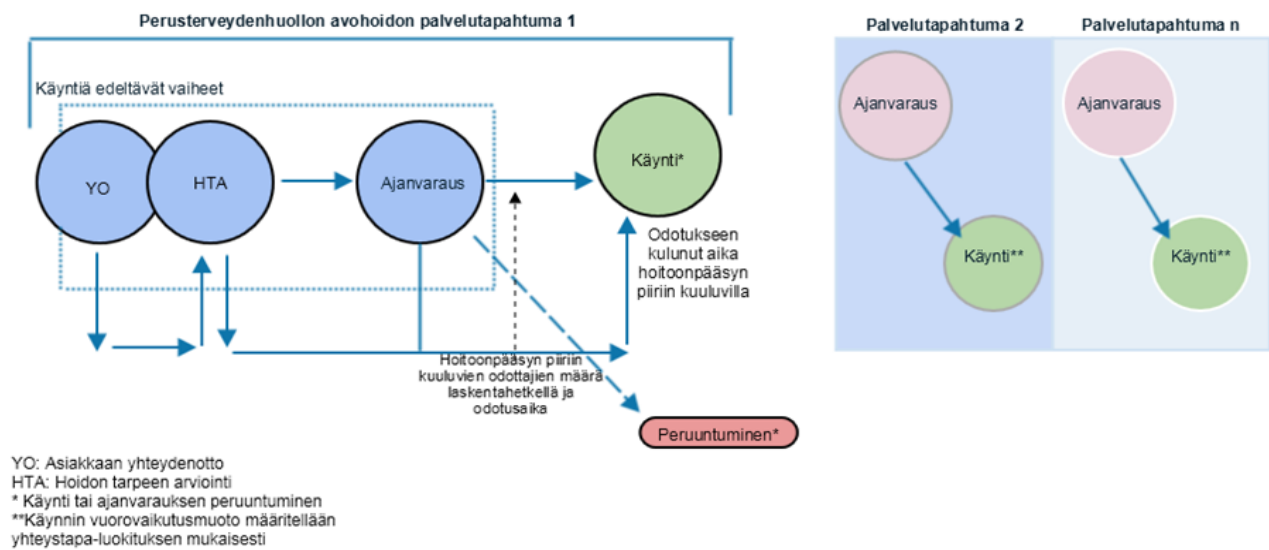 Perusterveydenhuollon avohoidon palvelutapahtuma 1
Käyntiä edeltävät vaiheet
YO
HTA
Ajanvaraus
Käynti*
Odotukseen
kulunut aika
hoitoonpääsyn
piiriin kuuluvilla
Hoitoonpääsyn piiriin
kuuluvien odottajien määrä
laskentahetkellä ja
odotusaika
Peruuntuminen*
Palvelutapahtuma 2
Ajanvaraus
Käynti**
Palvelutapahtuma n
Ajanvaraus
Käynti**
YO: Asiakkaan yhteydenotto
HTA: Hoidon tarpeen arviointi
* Käynti tai ajanvarauksen peruuntuminen
**Käynnin vuorovaikutusmuoto määritellään
yhteystapa-luokituksen mukaisesti